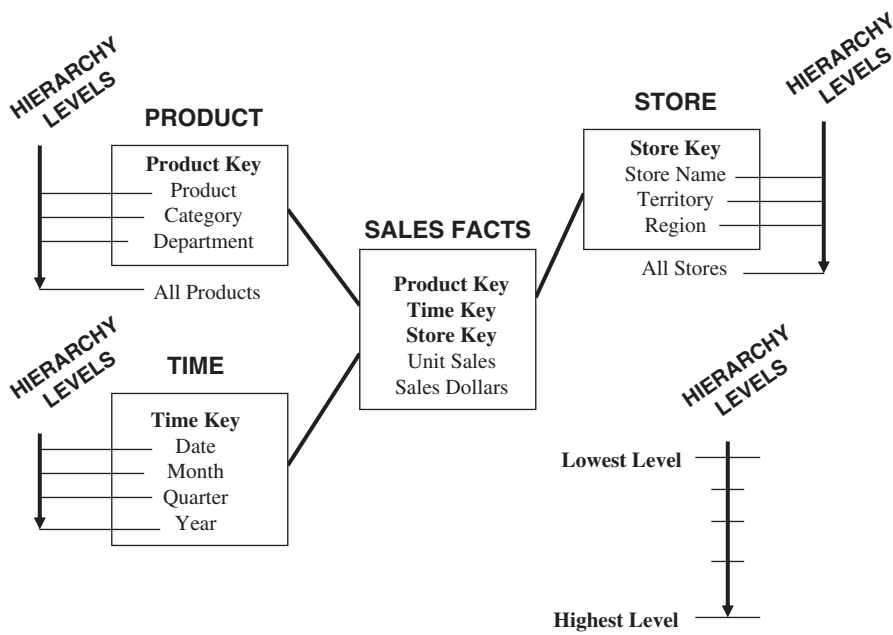 HIERARCHY
LEVELS
PRODUCT
Product Key
Product
Category
Department
All Products
HIERARCHY
LEVELS
TIME
Time Key
Date
Month
Quarter
Year
SALES FACTS
Product Key
Time Key
Store Key
Unit Sales
Sales Dollars
STORE
Store Key
Store Name
Territory
Region
All Stores
HIERARCHY
LEVELS
HIERARCHY
LEVELS
Lowest Level
Highest Level